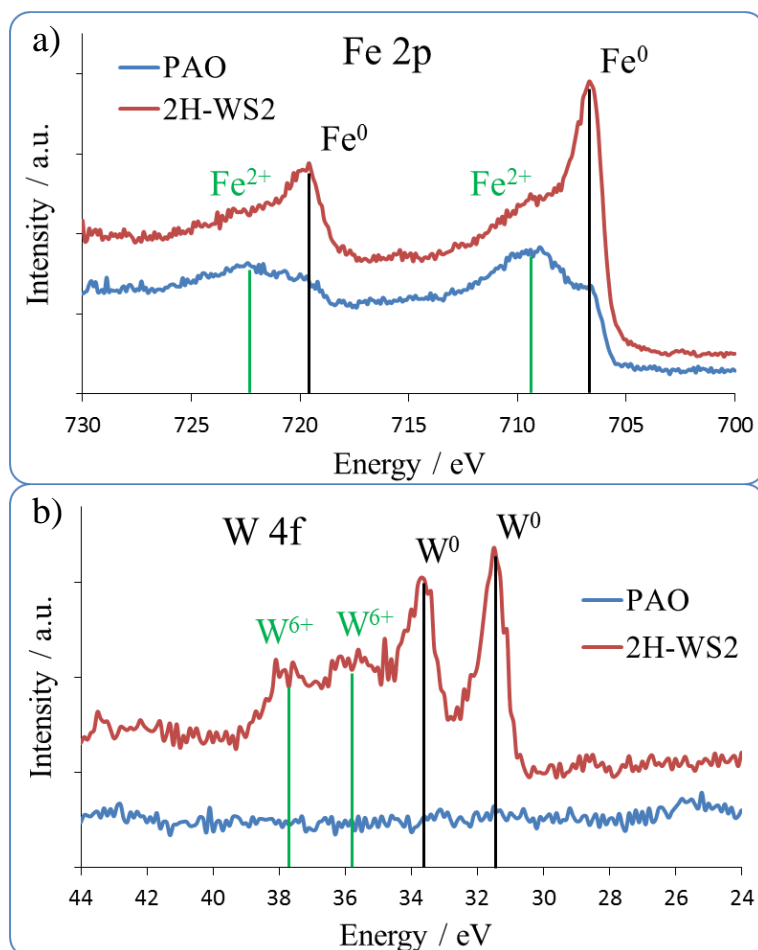 a)
Fe 2p
PAO
2H-WS2
Fe⁰
Fe⁰
Fe²⁺
Fe²⁺
Intensity / a.u.
730 725 720 715 710 705 700
Energy / eV
b)
W 4f
W⁰
W⁰
PAO
2H-WS2
W⁶⁺
W⁶⁺
Intensity / a.u.
44 42 40 38 36 34 32 30 28 26 24
Energy / eV